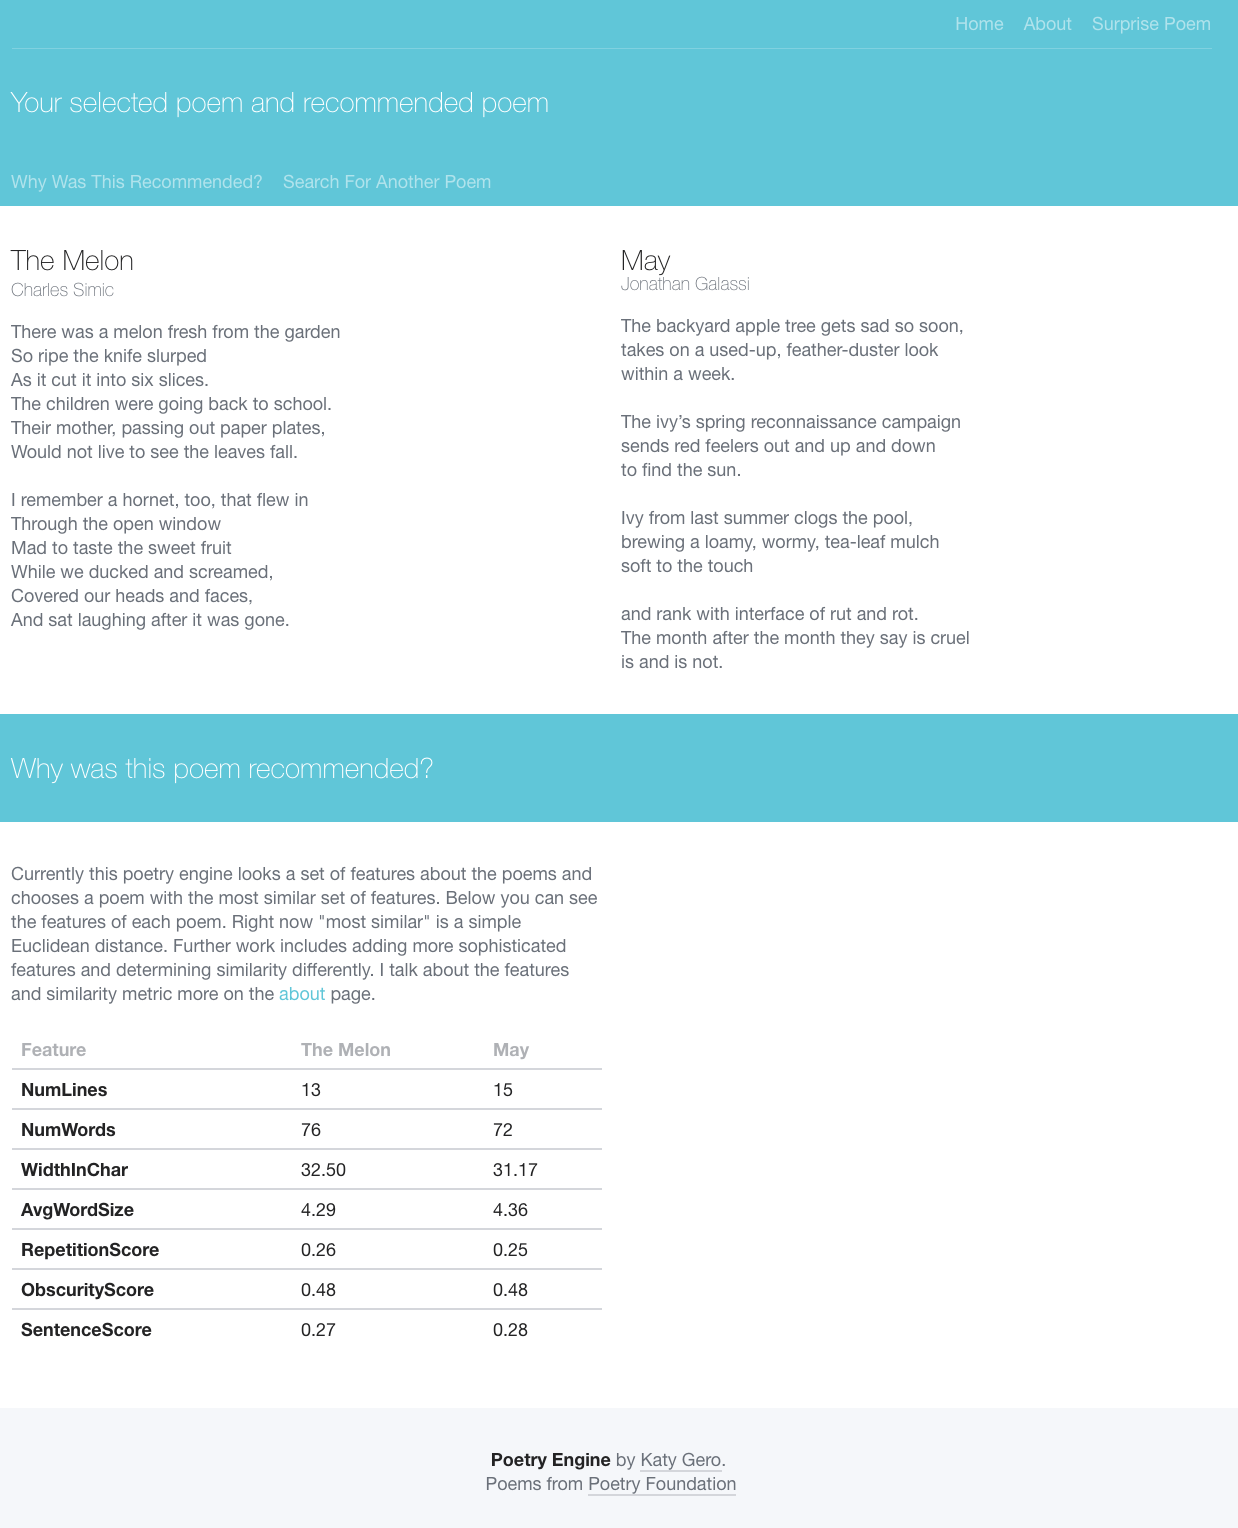 Home About Surprise Poem
Your selected poem and recommended poem
Why Was This Recommended? Search For Another Poem
The Melon
Charles Simic
There was a melon fresh from the garden
So ripe the knife slurped
As it cut it into six slices.
The children were going back to school.
Their mother, passing out paper plates,
Would not live to see the leaves fall.
I remember a hornet, too, that flew in
Through the open window
Mad to taste the sweet fruit
While we ducked and screamed,
Covered our heads and faces,
And sat laughing after it was gone.
May
Jonathan Galassi
The backyard apple tree gets sad so soon,
takes on a used-up, feather-duster look
within a week.
The ivy’s spring reconnaissance campaign
sends red feelers out and up and down
to find the sun.
Ivy from last summer clogs the pool,
brewing a loamy, wormy, tea-leaf mulch
soft to the touch
and rank with interface of rut and rot.
The month after the month they say is cruel
is and is not.
Why was this poem recommended?
Currently this poetry engine looks a set of features about the poems and
chooses a poem with the most similar set of features. Below you can see
the features of each poem. Right now "most similar" is a simple
Euclidean distance. Further work includes adding more sophisticated
features and determining similarity differently. I talk about the features
and similarity metric more on the about page.
Feature The Melon May
NumLines 13 15
NumWords 76 72
WidthInChar 32.50 31.17
AvgWordSize 4.29 4.36
RepetitionScore 0.26 0.25
ObscurityScore 0.48 0.48
SentenceScore 0.27 0.28
Poetry Engine by Katy Gero.
Poems from Poetry Foundation